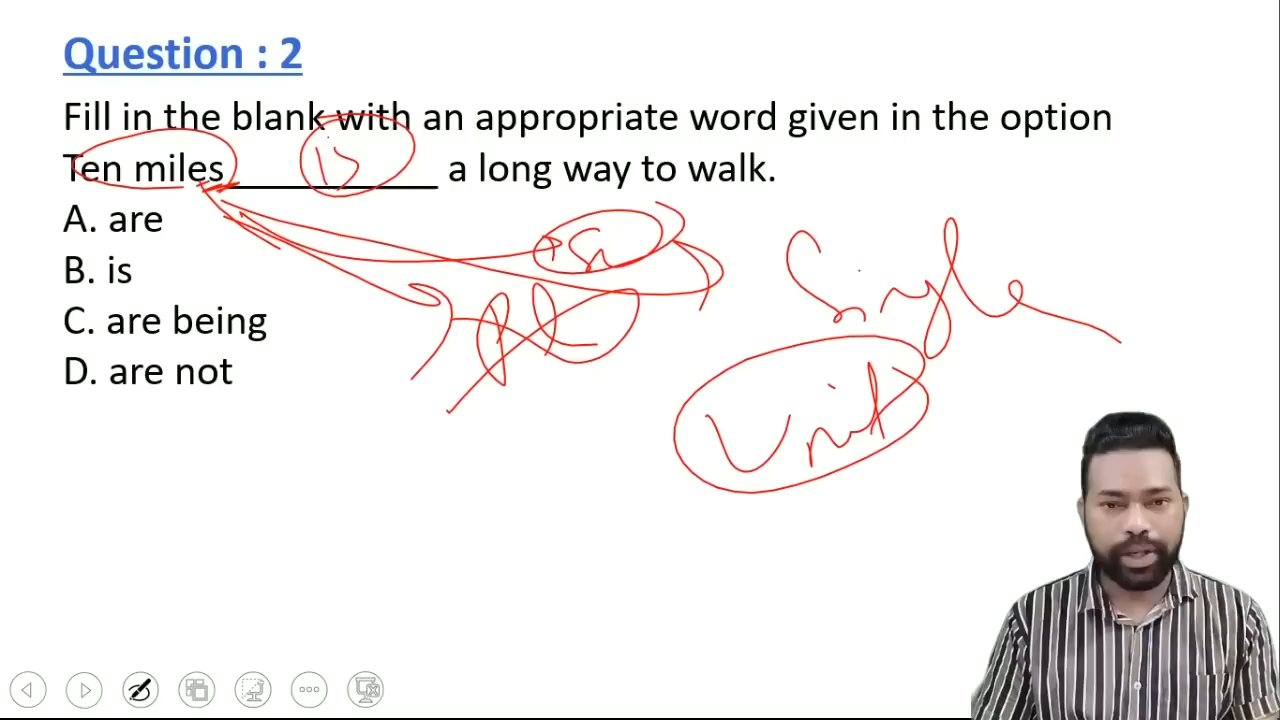 Question : 2
Fill in the blank with an appropriate word given in the option
Ten miles __________ a long way to walk.
is
A. are
B. is
C. are being
D. are not
Single
Unit